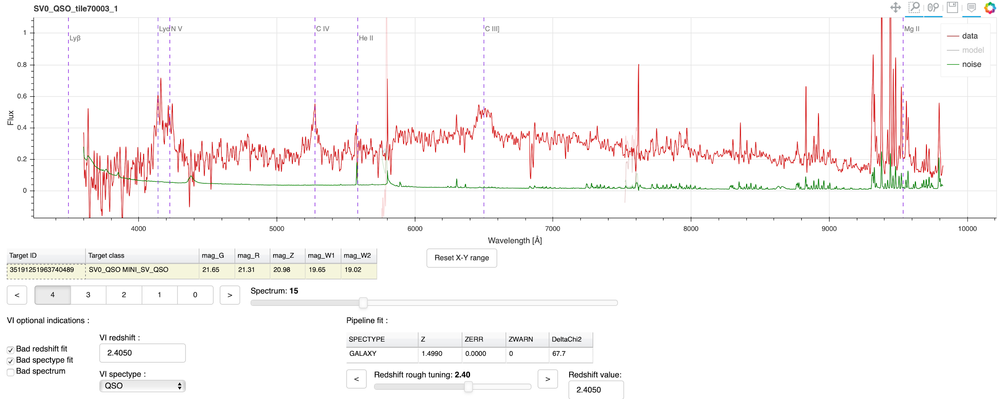 SV0_QSO_tile70003_1
Lyβ
Lyα N V
C IV
He II
C III]
Mg II
data
model
noise
Flux
1
0.8
0.6
0.4
0.2
0
4000 5000 6000 7000 8000 9000 10000
Wavelength [Å]
Target ID Target class mag_G mag_R mag_Z mag_W1 mag_W2
35191251963740489 SV0_QSO MINI_SV_QSO 21.65 21.31 20.98 19.65 19.02
Reset X-Y range
< 4 3 2 1 0 >
Spectrum: 15
VI optional indications :
Bad redshift fit
Bad spectype fit
Bad spectrum
VI redshift :
2.4050
VI spectype :
QSO
Pipeline fit :
SPECTYPE Z ZERR ZWARN DeltaChi2
GALAXY 1.4990 0.0000 0 67.7
<
Redshift rough tuning: 2.40
>
Redshift value:
2.4050